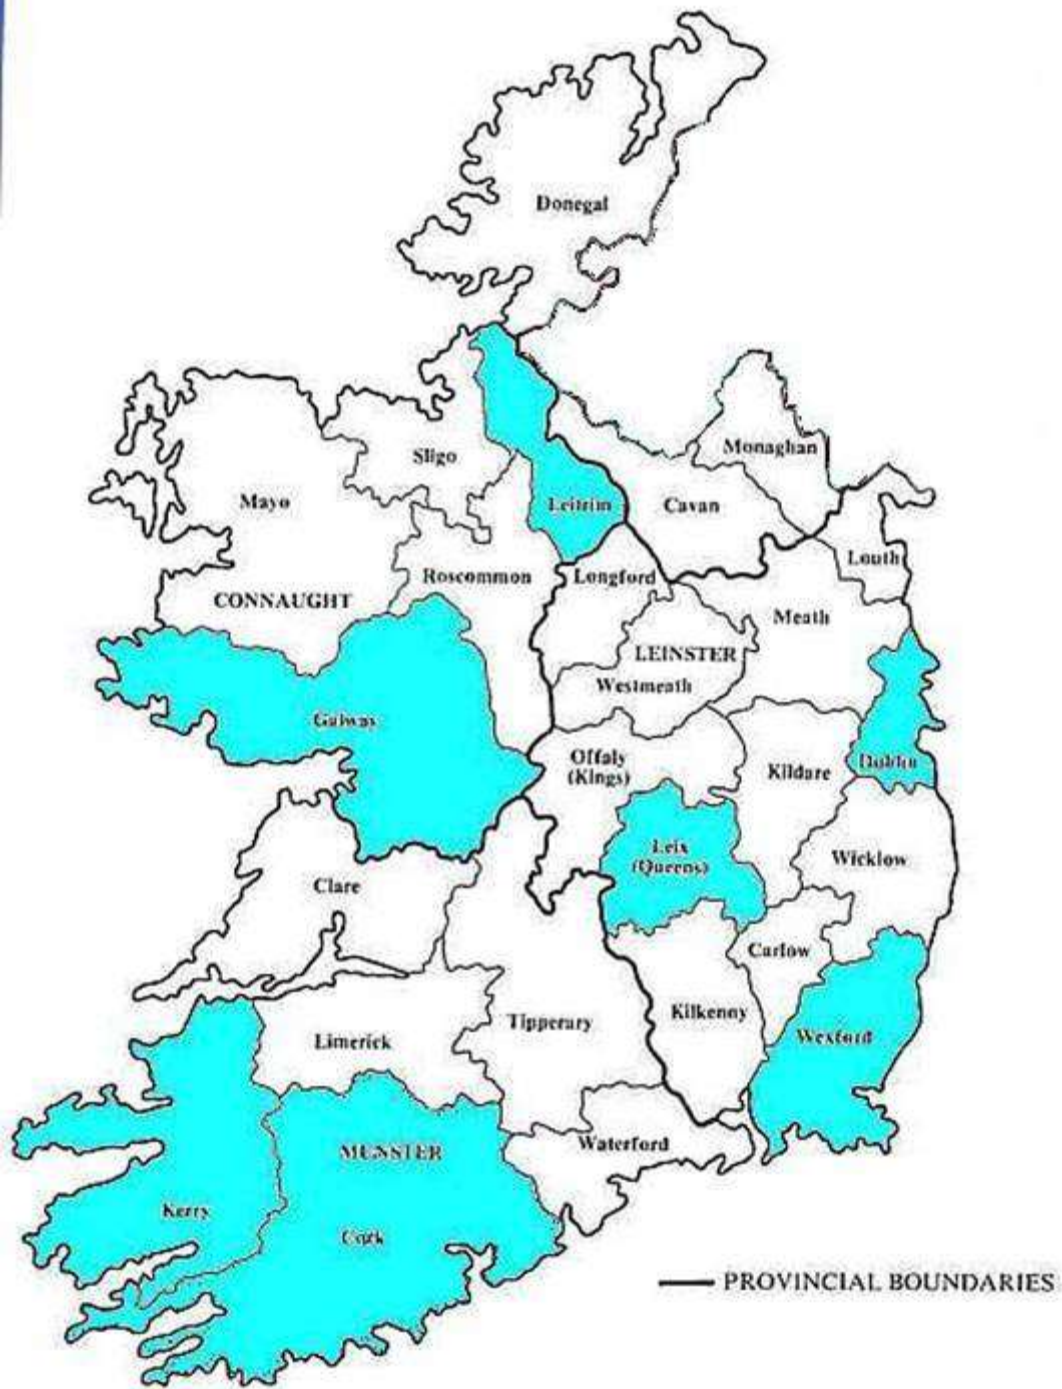 Donegal
Monaghan
Sligo
Cavan
Leitrim
Mayo
Louth
Roscommon
Longford
CONNAUGHT
Meath
LEINSTER
Westmeath
Galway
Offaly
(Kings)
Kildare
Dublin
Leix
(Queens)
Wicklow
Clare
Carlow
Kilkenny
Tipperary
Wexford
Limerick
Waterford
MUNSTER
Kerry
Cork
PROVINCIAL BOUNDARIES